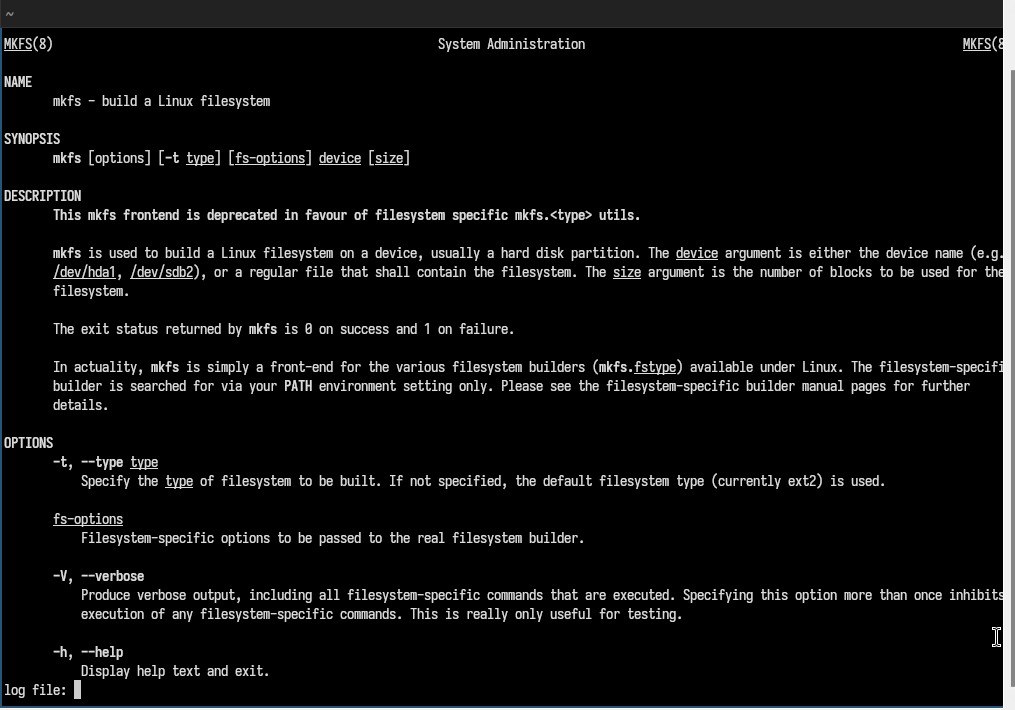 ~
MKFS(8) System Administration MKFS(8
NAME
mkfs - build a Linux filesystem
SYNOPSIS
mkfs [options] [-t type] [fs-options] device [size]
DESCRIPTION
This mkfs frontend is deprecated in favour of filesystem specific mkfs.<type> utils.
mkfs is used to build a Linux filesystem on a device, usually a hard disk partition. The device argument is either the device name (e.g.
/dev/hda1, /dev/sdb2), or a regular file that shall contain the filesystem. The size argument is the number of blocks to be used for the
filesystem.
The exit status returned by mkfs is 0 on success and 1 on failure.
In actuality, mkfs is simply a front-end for the various filesystem builders (mkfs.fstype) available under Linux. The filesystem-specifi
builder is searched for via your PATH environment setting only. Please see the filesystem-specific builder manual pages for further
details.
OPTIONS
-t, --type type
Specify the type of filesystem to be built. If not specified, the default filesystem type (currently ext2) is used.
fs-options
Filesystem-specific options to be passed to the real filesystem builder.
-V, --verbose
Produce verbose output, including all filesystem-specific commands that are executed. Specifying this option more than once inhibits
execution of any filesystem-specific commands. This is really only useful for testing.
-h, --help
Display help text and exit.
log file: